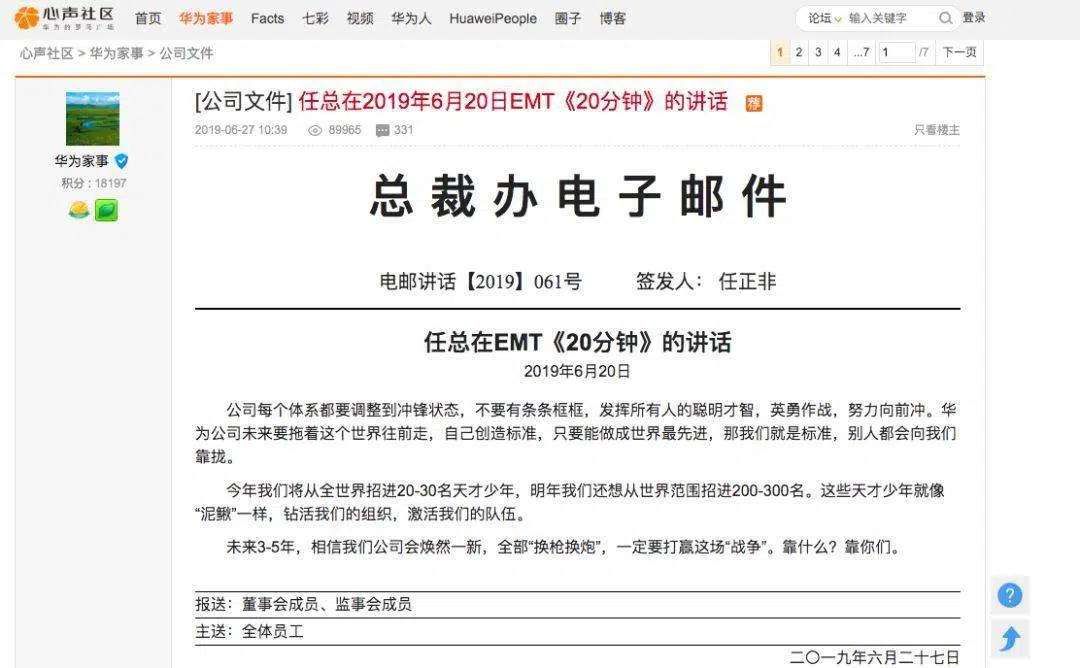 心声社区 首页 华为家事 Facts 七彩 视频 华为人 HuaweiPeople 圈子 博客 论坛 输入关键字 登录
华为的罗马广场
心声社区 > 华为家事 > 公司文件 1 2 3 4 ...7 1 /7 下一页
[公司文件] 任总在2019年6月20日EMT《20分钟》的讲话 荐
2019-06-27 10:39 89965 331 只看楼主
华为家事
积分：18197
总裁办电子邮件
电邮讲话【2019】061号 签发人： 任正非
任总在EMT《20分钟》的讲话
2019年6月20日
公司每个体系都要调整到冲锋状态，不要有条条框框，发挥所有人的聪明才智，英勇作战，努力向前冲。华
为公司未来要拖着这个世界往前走，自己创造标准，只要能做成世界最先进，那我们就是标准，别人都会向我们
靠拢。
今年我们将从全世界招进20-30名天才少年，明年我们还想从世界范围招进200-300名。这些天才少年就像
“泥鳅”一样，钻活我们的组织，激活我们的队伍。
未来3-5年，相信我们公司会焕然一新，全部“换枪换炮”，一定要打赢这场“战争”。靠什么？靠你们。
报送：董事会成员、监事会成员
主送：全体员工
二〇一九年六月二十七日
?